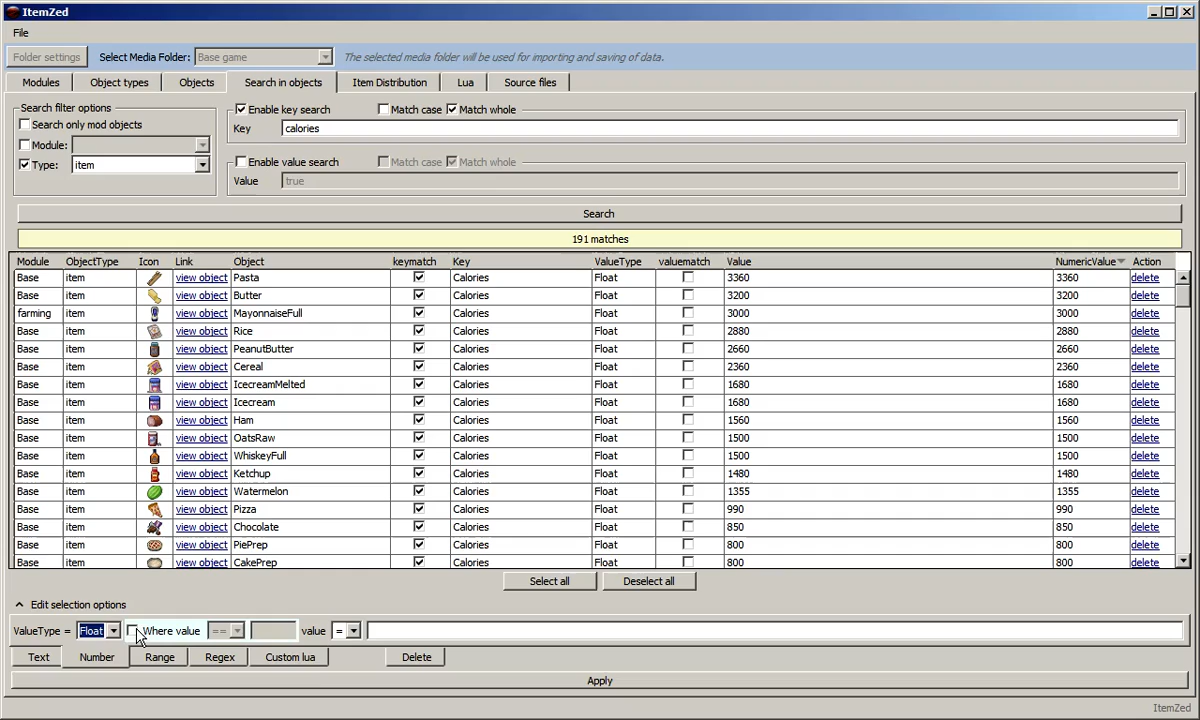 ItemZed
File
Folder settings Select Media Folder: Base game The selected media folder will be used for importing and saving of data.
Modules Object types Objects Search in objects Item Distribution Lua Source files
Search filter options
Search only mod objects
Module:
Type: item
Enable key search Match case Match whole
Key calories
Enable value search Match case Match whole
Value true
Search
191 matches
Module ObjectType Icon Link Object keymatch Key ValueType valuematch Value NumericValue Action
Base item view object Pasta Calories Float 3360 3360 delete
Base item view object Butter Calories Float 3200 3200 delete
farming item view object MayonnaiseFull Calories Float 3000 3000 delete
Base item view object Rice Calories Float 2880 2880 delete
Base item view object PeanutButter Calories Float 2660 2660 delete
Base item view object Cereal Calories Float 2360 2360 delete
Base item view object IcecreamMelted Calories Float 1680 1680 delete
Base item view object Icecream Calories Float 1680 1680 delete
Base item view object Ham Calories Float 1560 1560 delete
Base item view object OatsRaw Calories Float 1500 1500 delete
Base item view object WhiskeyFull Calories Float 1500 1500 delete
Base item view object Ketchup Calories Float 1480 1480 delete
Base item view object Watermelon Calories Float 1355 1355 delete
Base item view object Pizza Calories Float 990 990 delete
Base item view object Chocolate Calories Float 850 850 delete
Base item view object PiePrep Calories Float 800 800 delete
Base item view object CakePrep Calories Float 800 800 delete
Select all Deselect all
Edit selection options
ValueType = Float Where value == value =
Text Number Range Regex Custom lua Delete
Apply
ItemZed